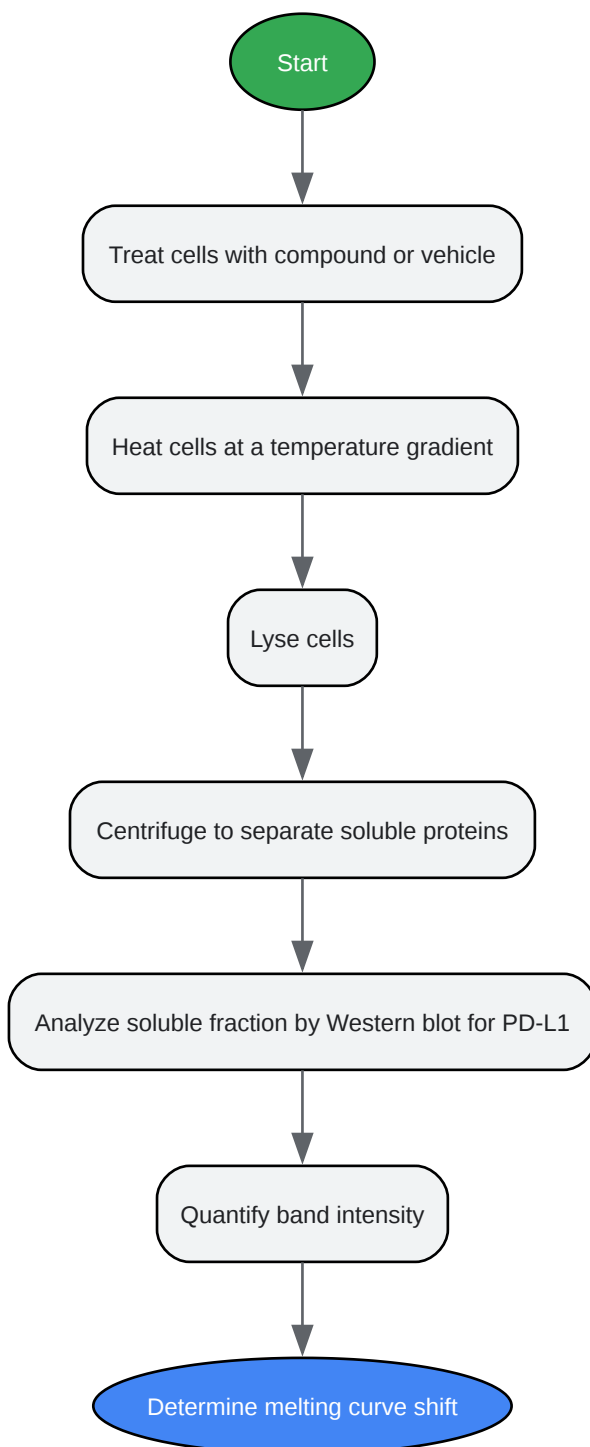 Start
Treat cells with compound or vehicle
Heat cells at a temperature gradient
Lyse cells
Centrifuge to separate soluble proteins
Analyze soluble fraction by Western blot for PD-L1
Quantify band intensity
Determine melting curve shift